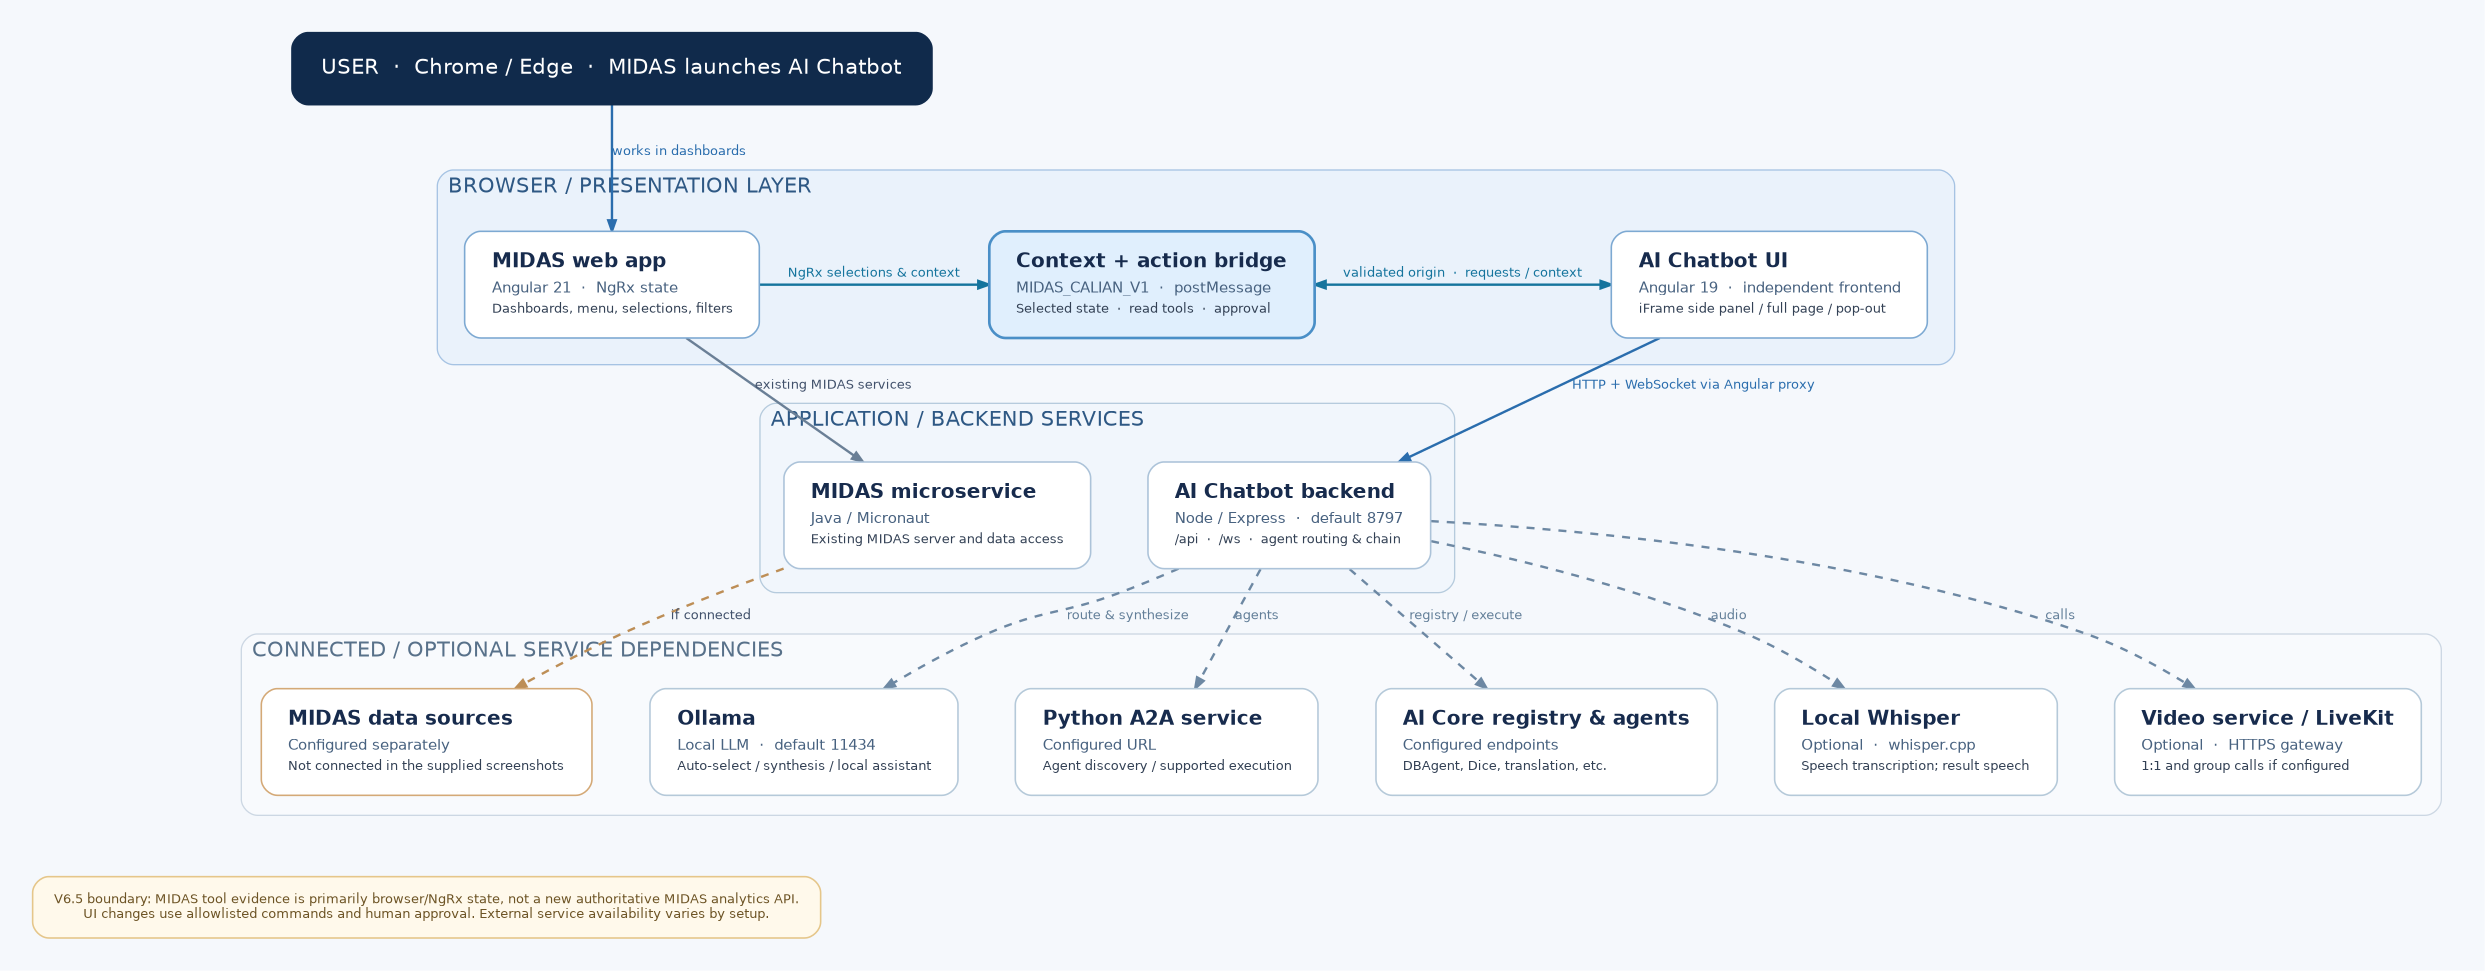 USER · Chrome / Edge · MIDAS launches AI Chatbot
works in dashboards
BROWSER / PRESENTATION LAYER
MIDAS web app
Angular 21 · NgRx state
Dashboards, menu, selections, filters
NgRx selections & context
Context + action bridge
MIDAS_CALIAN_V1 · postMessage
Selected state · read tools · approval
validated origin · requests / context
AI Chatbot UI
Angular 19 · independent frontend
iFrame side panel / full page / pop-out
existing MIDAS services
HTTP + WebSocket via Angular proxy
APPLICATION / BACKEND SERVICES
MIDAS microservice
Java / Micronaut
Existing MIDAS server and data access
AI Chatbot backend
Node / Express · default 8797
/api · /ws · agent routing & chain
if connected
route & synthesize
agents
registry / execute
audio
calls
CONNECTED / OPTIONAL SERVICE DEPENDENCIES
MIDAS data sources
Configured separately
Not connected in the supplied screenshots
Ollama
Local LLM · default 11434
Auto-select / synthesis / local assistant
Python A2A service
Configured URL
Agent discovery / supported execution
AI Core registry & agents
Configured endpoints
DBAgent, Dice, translation, etc.
Local Whisper
Optional · whisper.cpp
Speech transcription; result speech
Video service / LiveKit
Optional · HTTPS gateway
1:1 and group calls if configured
V6.5 boundary: MIDAS tool evidence is primarily browser/NgRx state, not a new authoritative MIDAS analytics API.
UI changes use allowlisted commands and human approval. External service availability varies by setup.